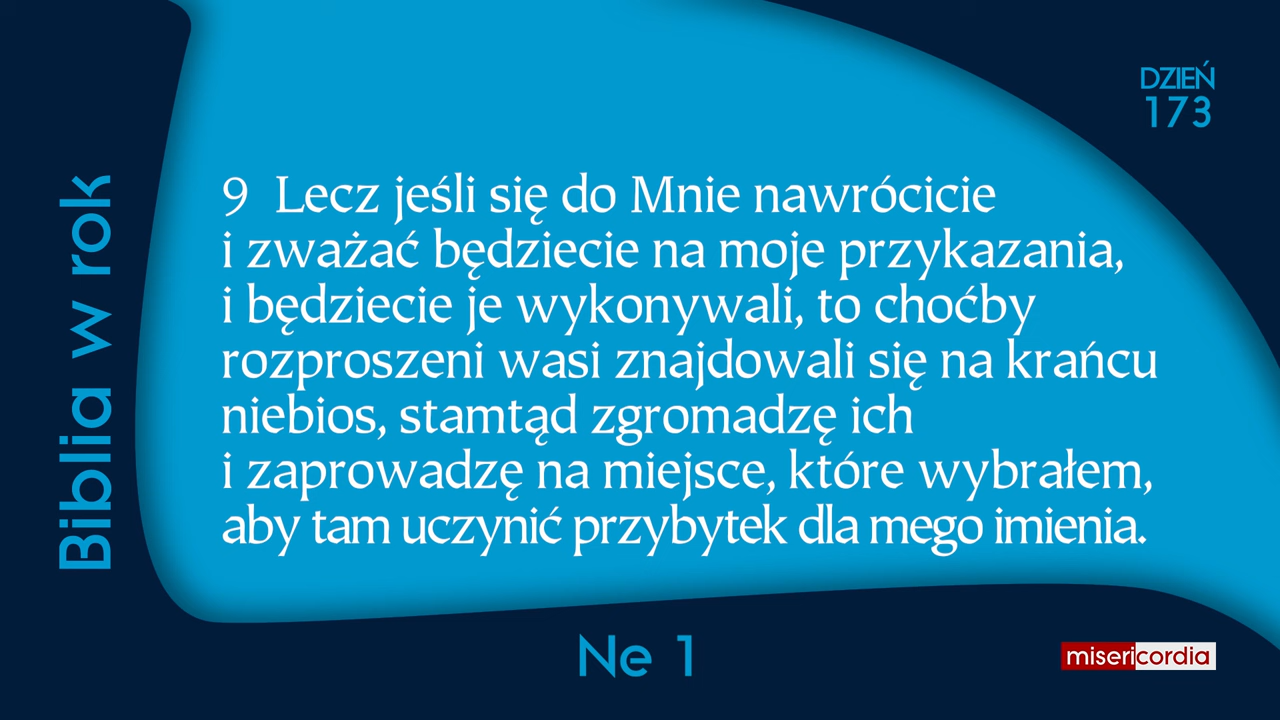 DZIEŃ
173
Biblia w rok
9 Lecz jeśli się do Mnie nawrócicie
i zważać będziecie na moje przykazania,
i będziecie je wykonywali, to choćby
rozproszeni wasi znajdowali się na krańcu
niebios, stamtąd zgromadzę ich
i zaprowadzę na miejsce, które wybrałem,
aby tam uczynić przybytek dla mego imienia.
Ne 1
misericordia